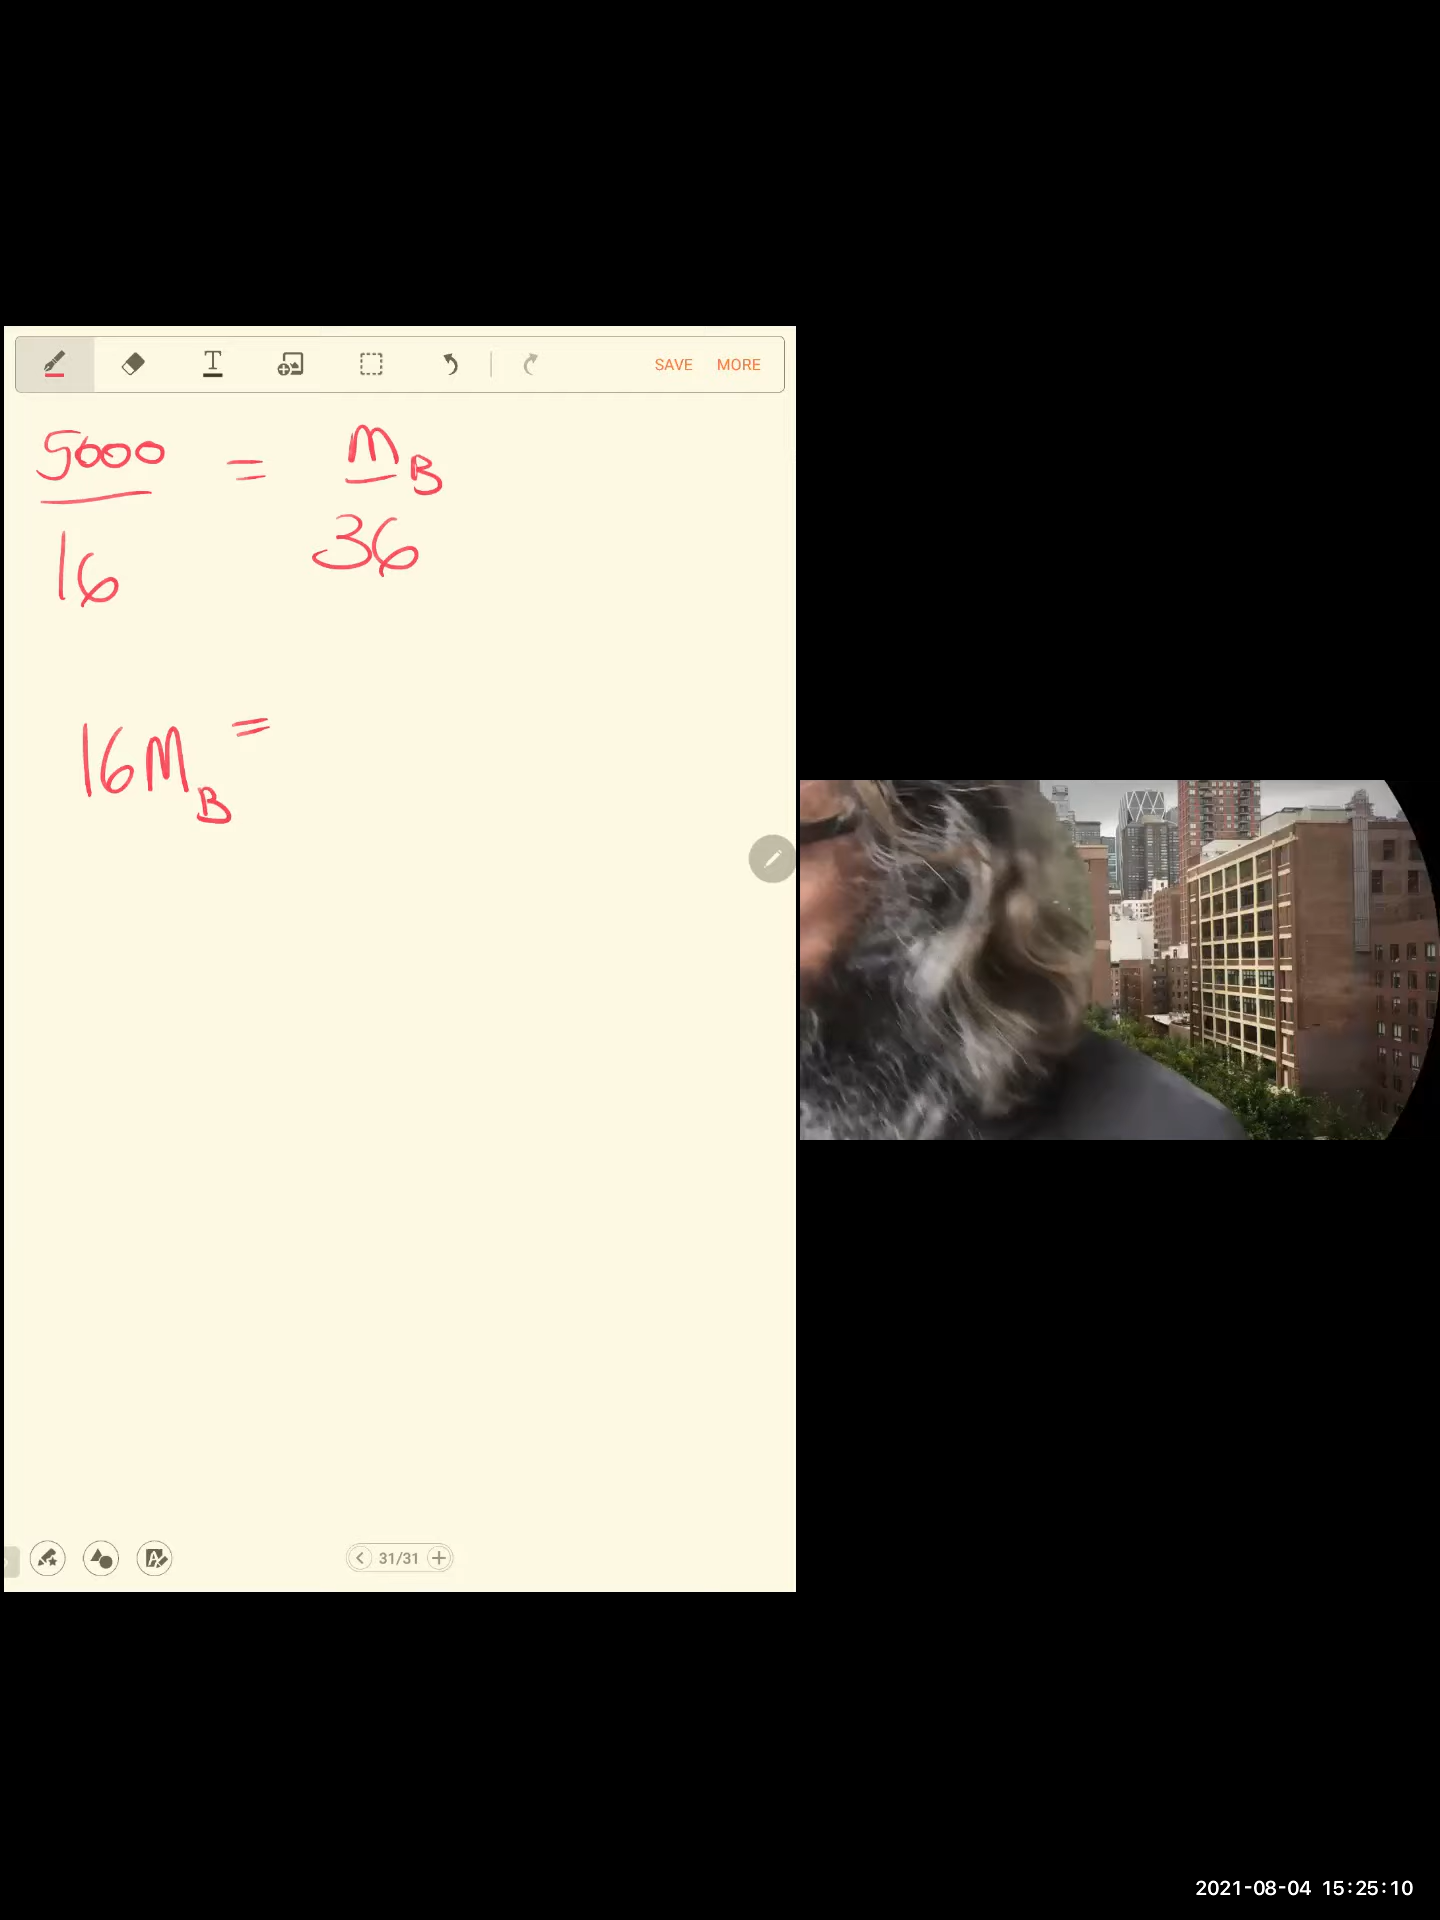 T SAVE MORE
5000 = m_B
16 36
16m_B =
31/31
2021-08-04 15:25:10